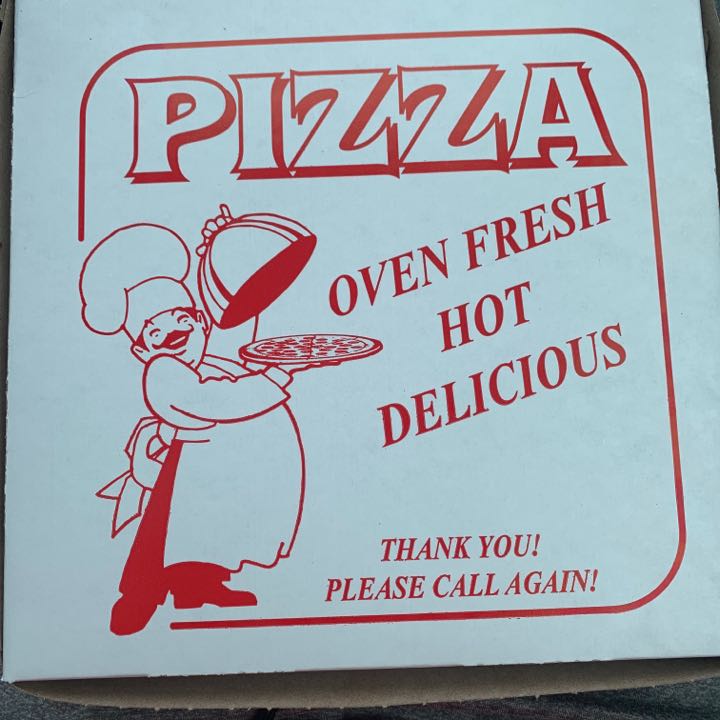 PIZZA
OVEN FRESH
HOT
DELICIOUS
THANK YOU!
PLEASE CALL AGAIN!